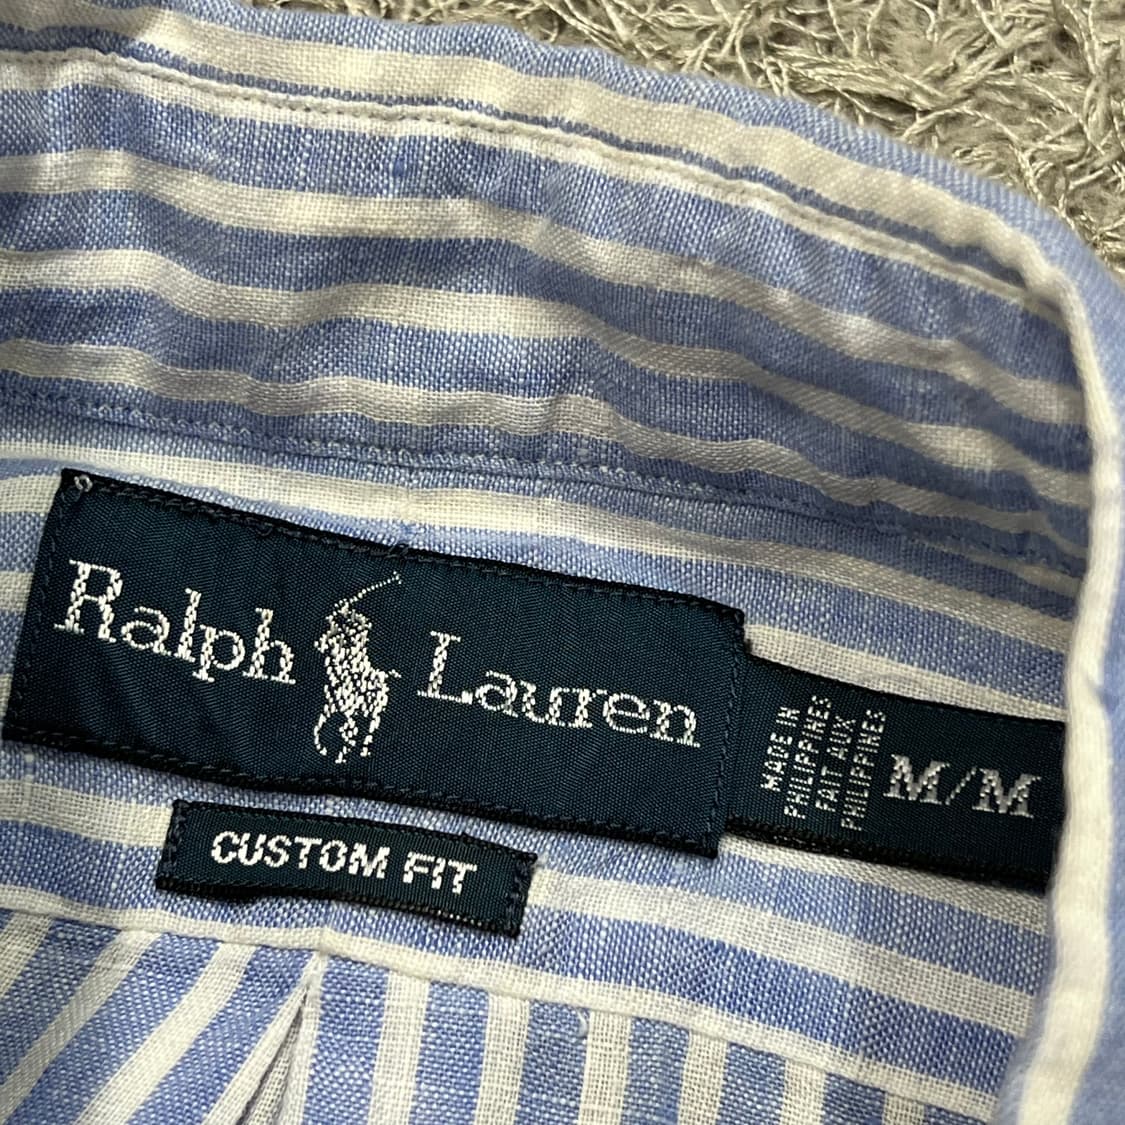 Ralph Lauren
MADE IN
PHILIPPINES
FAIT AUX
PHILIPPINES
M/M
CUSTOM FIT